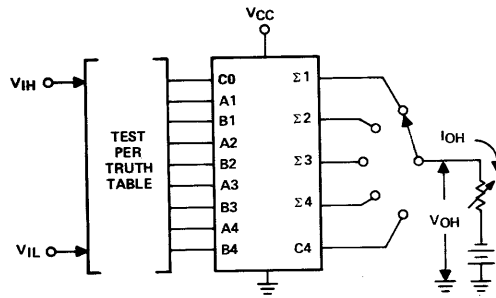 VCC
VIH
VIL
TEST
PER
TRUTH
TABLE
C0
A1
B1
A2
B2
A3
B3
A4
B4
Σ1
Σ2
Σ3
Σ4
C4
IOH
VOH